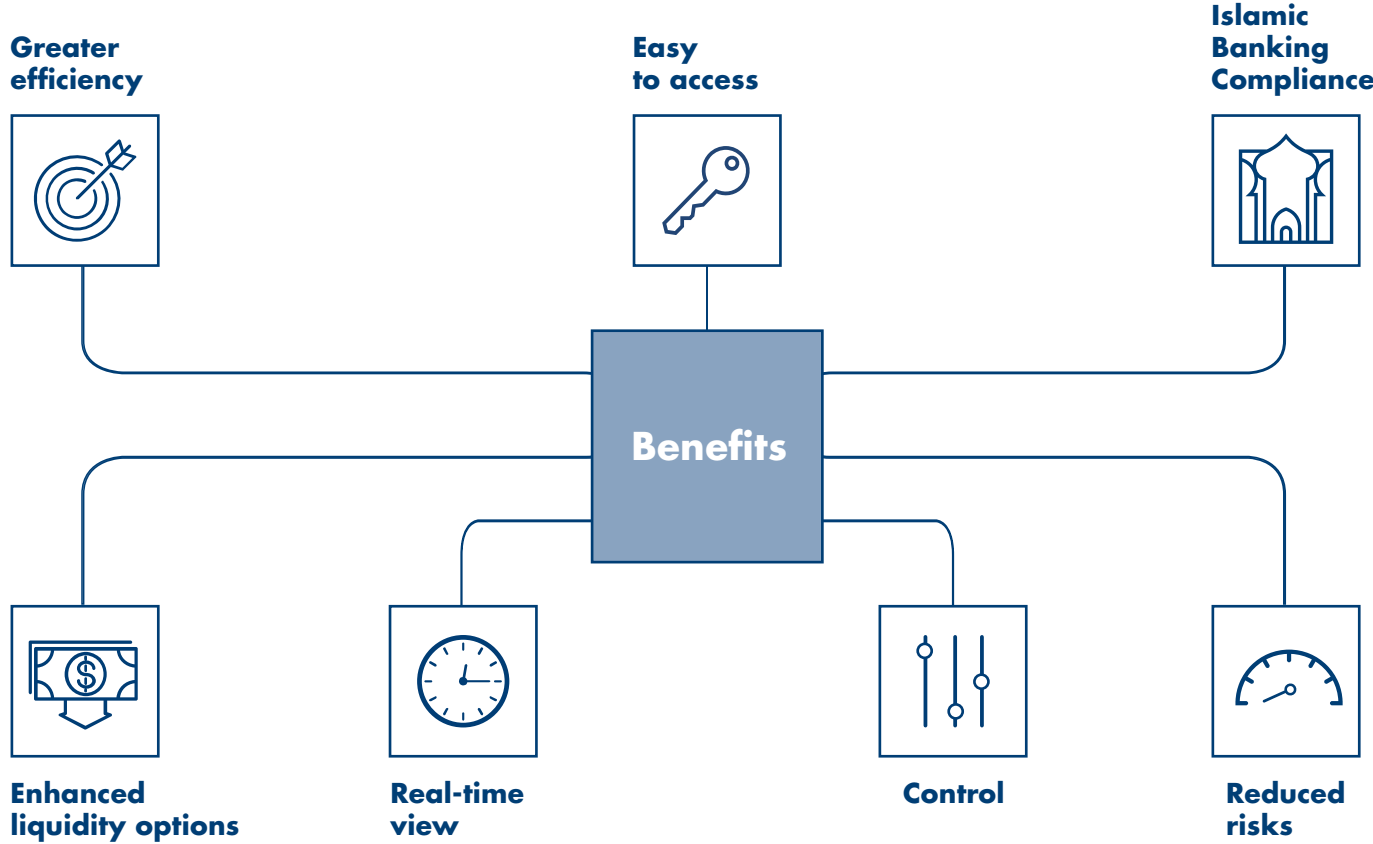 Greater
efficiency
Easy
to access
Islamic
Banking
Compliance
Benefits
Enhanced
liquidity options
Real-time
view
Control
Reduced
risks